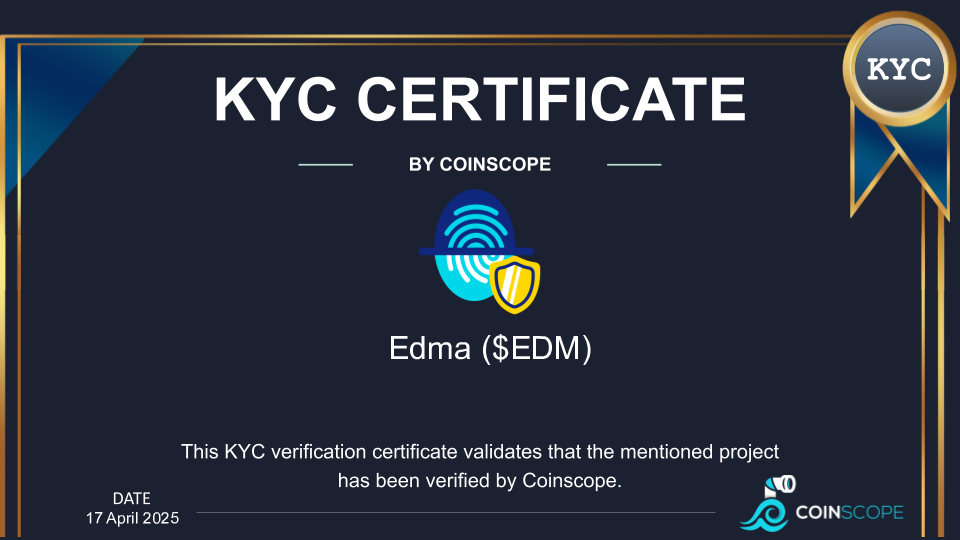 KYC
KYC CERTIFICATE
BY COINSCOPE
Edma ($EDM)
This KYC verification certificate validates that the mentioned project
has been verified by Coinscope.
DATE
17 April 2025
COINSCOPE